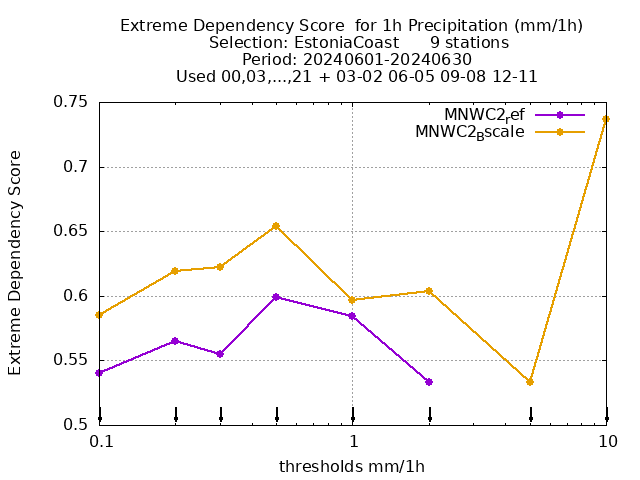 Extreme Dependency Score  for 1h Precipitation (mm/1h)
Selection: EstoniaCoast      9 stations
Period: 20240601-20240630
Used 00,03,...,21 + 03-02 06-05 09-08 12-11
MNWC2ref
MNWC2Bscale
0.75
0.7
0.65
0.6
0.55
0.5
Extreme Dependency Score
0.1 1 10
thresholds mm/1h